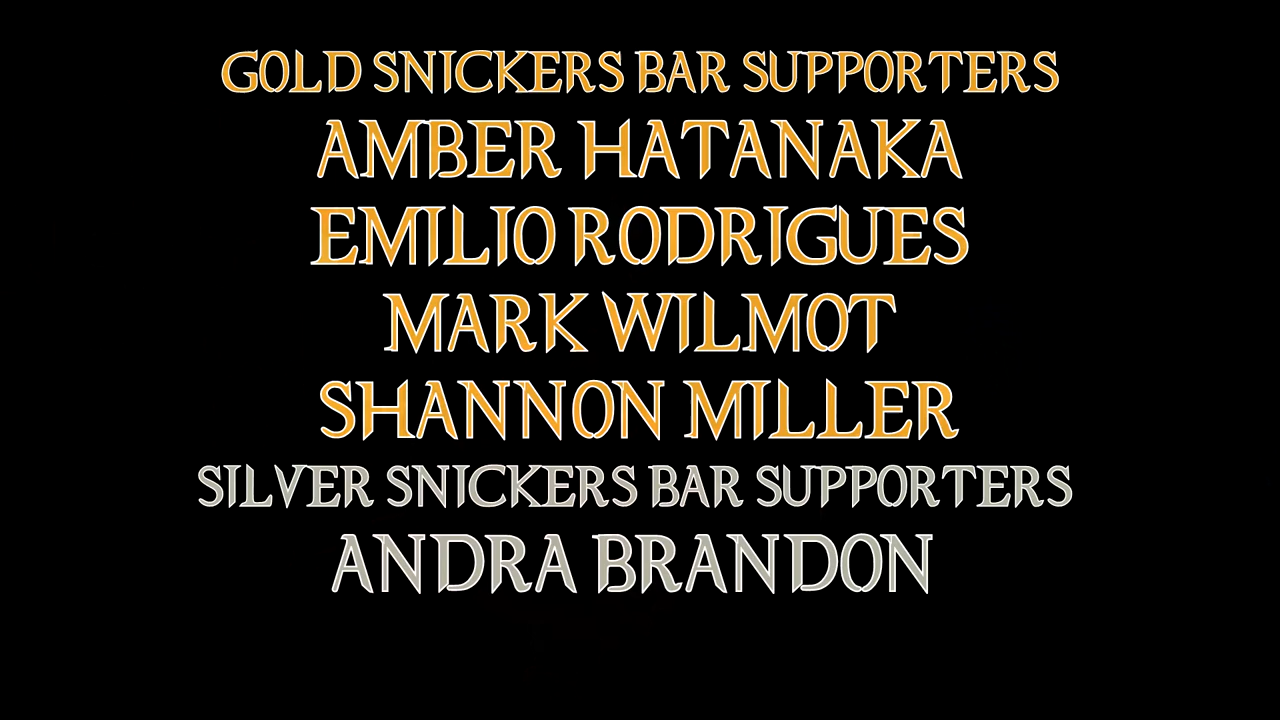 GOLD SNICKERS BAR SUPPORTERS
AMBER HATANAKA
EMILIO RODRIGUES
MARK WILMOT
SHANNON MILLER
SILVER SNICKERS BAR SUPPORTERS
ANDRA BRANDON